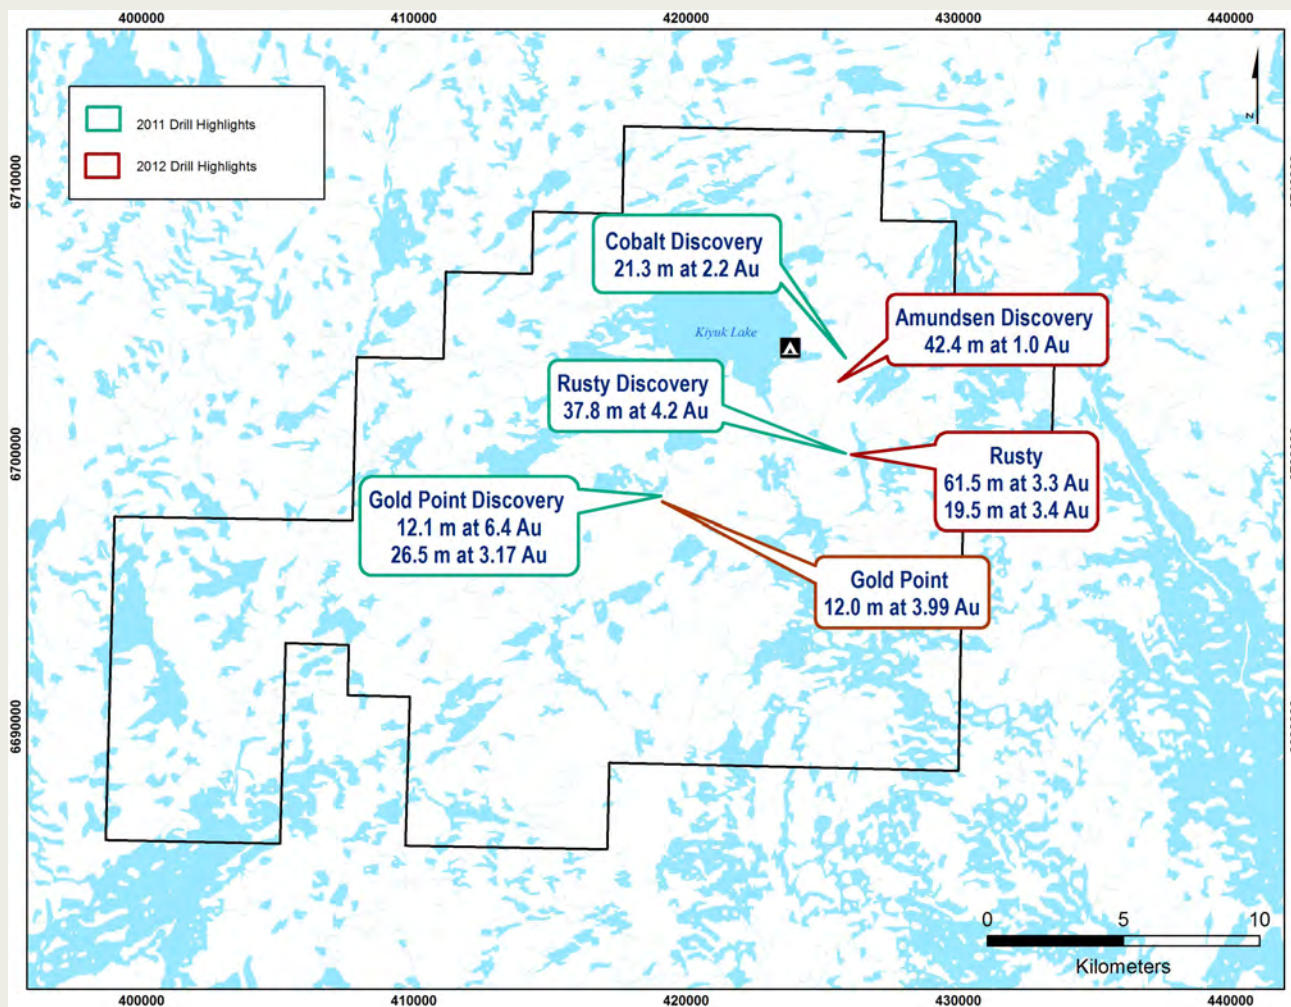 400000
410000
420000
430000
440000
2011 Drill Highlights
2012 Drill Highlights
N
6710000
Cobalt Discovery
21.3 m at 2.2 Au
Kiyuk Lake
Amundsen Discovery
42.4 m at 1.0 Au
Rusty Discovery
37.8 m at 4.2 Au
6700000
Rusty
61.5 m at 3.3 Au
19.5 m at 3.4 Au
Gold Point Discovery
12.1 m at 6.4 Au
26.5 m at 3.17 Au
Gold Point
12.0 m at 3.99 Au
6690000
0
5
10
Kilometers
400000
410000
420000
430000
440000